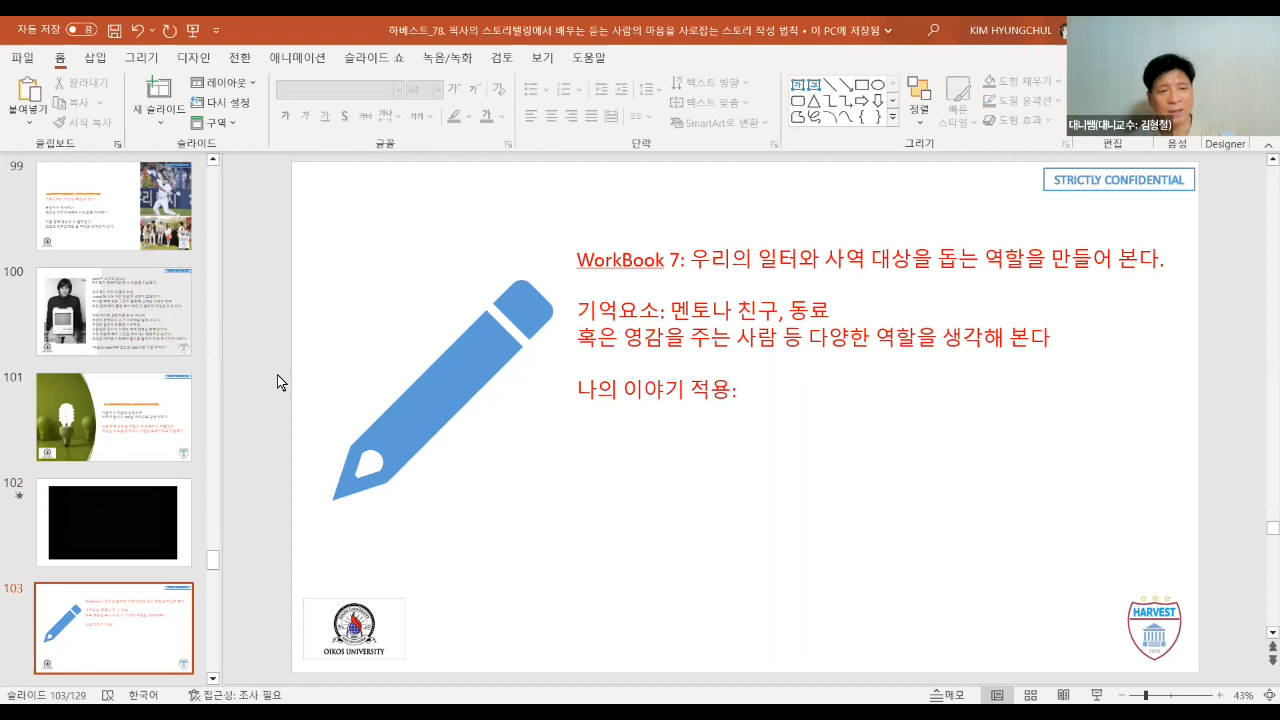 자동 저장
하베스트_78. 픽사의 스토리텔링에서 배우는 듣는 사람의 마음을 사로잡는 스토리 작성 법칙 • 이 PC에 저장됨
KIM HYUNGCHUL
파일 홈 삽입 그리기 디자인 전환 애니메이션 슬라이드 쇼 녹음/녹화 검토 보기 도움말
붙여넣기
잘라내기
복사
서식 복사
새 슬라이드
레이아웃
다시 설정
구역
44
텍스트 방향
텍스트 맞춤
SmartArt로 변환
정렬
빠른 스타일
도형 채우기
도형 윤곽선
도형 효과
대니쌤(대니교수: 김형철)
클립보드 슬라이드 글꼴 단락 그리기 편집 음성 Designer
99
100
101
102
103
STRICTLY CONFIDENTIAL
WorkBook 7: 우리의 일터와 사역 대상을 돕는 역할을 만들어 본다.
기억요소: 멘토나 친구, 동료
혹은 영감을 주는 사람 등 다양한 역할을 생각해 본다
나의 이야기 적용:
OIKOS UNIVERSITY
HARVEST
슬라이드 103/129 한국어 접근성: 조사 필요 메모 43%